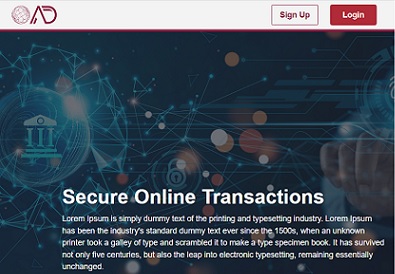 AD
Sign Up
Login
Secure Online Transactions
Lorem Ipsum is simply dummy text of the printing and typesetting industry. Lorem Ipsum
has been the industry's standard dummy text ever since the 1500s, when an unknown
printer took a galley of type and scrambled it to make a type specimen book. It has survived
not only five centuries, but also the leap into electronic typesetting, remaining essentially
unchanged.